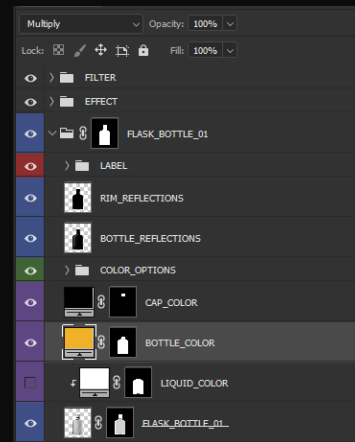 Multiply Opacity: 100%
Lock: Fill: 100%
FILTER
EFFECT
FLASK_BOTTLE_01
LABEL
RIM_REFLECTIONS
BOTTLE_REFLECTIONS
COLOR_OPTIONS
CAP_COLOR
BOTTLE_COLOR
LIQUID_COLOR
FLASK_BOTTLE_01